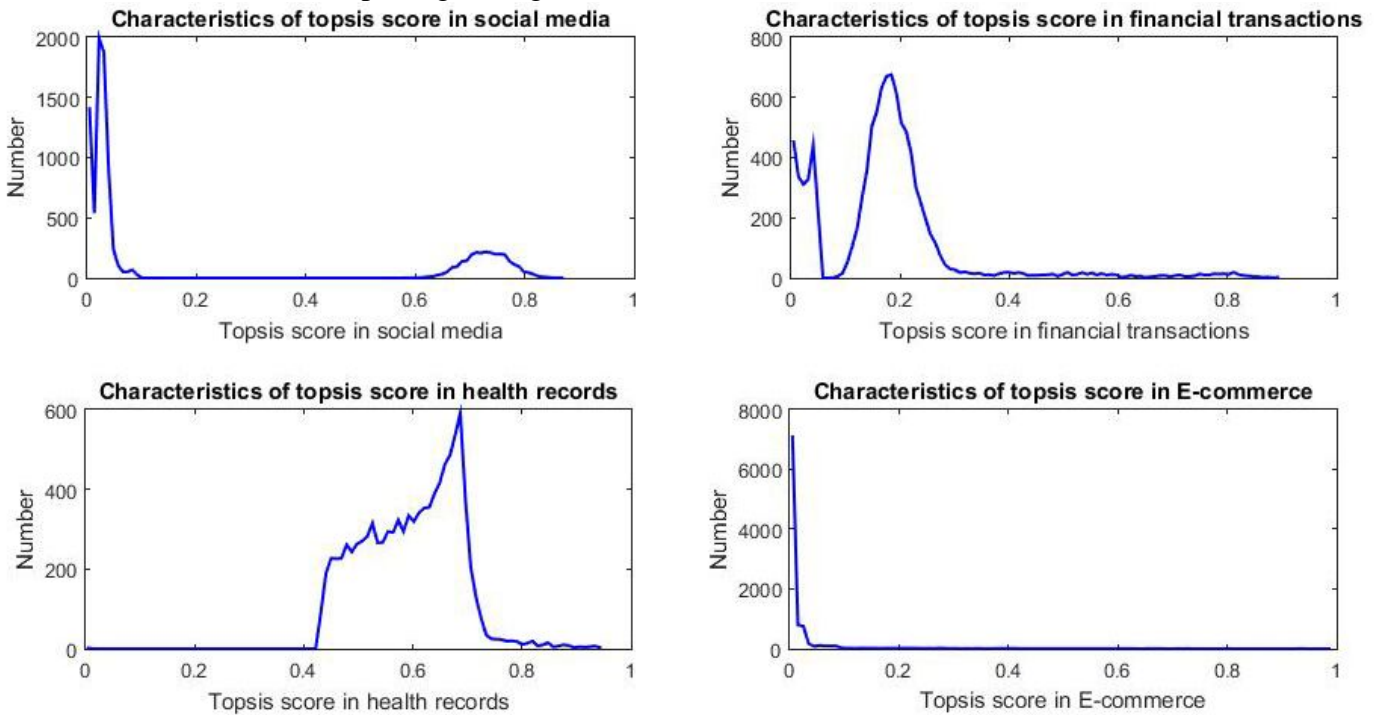 Characteristics of topsis score in social media
2000
1500
1000
500
0
Number
0 0.2 0.4 0.6 0.8 1
Topsis score in social media
Characteristics of topsis score in financial transactions
800
600
400
200
0
Number
0 0.2 0.4 0.6 0.8 1
Topsis score in financial transactions
Characteristics of topsis score in health records
600
400
200
0
Number
0 0.2 0.4 0.6 0.8 1
Topsis score in health records
Characteristics of topsis score in E-commerce
8000
6000
4000
2000
0
Number
0 0.2 0.4 0.6 0.8 1
Topsis score in E-commerce